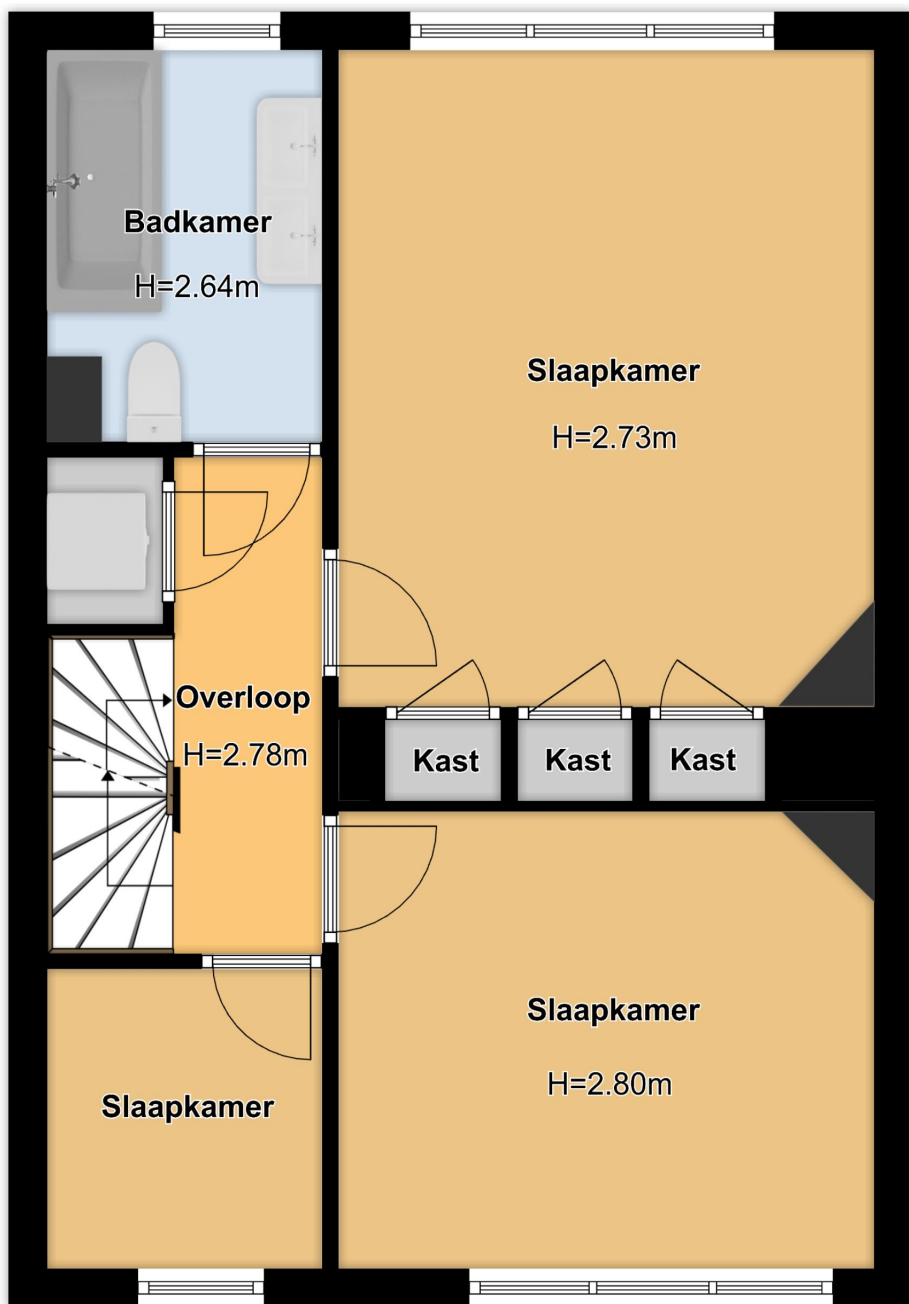 Badkamer
H=2.64m
Slaapkamer
H=2.73m
Overloop
H=2.78m
Kast
Kast
Kast
Slaapkamer
H=2.80m
Slaapkamer